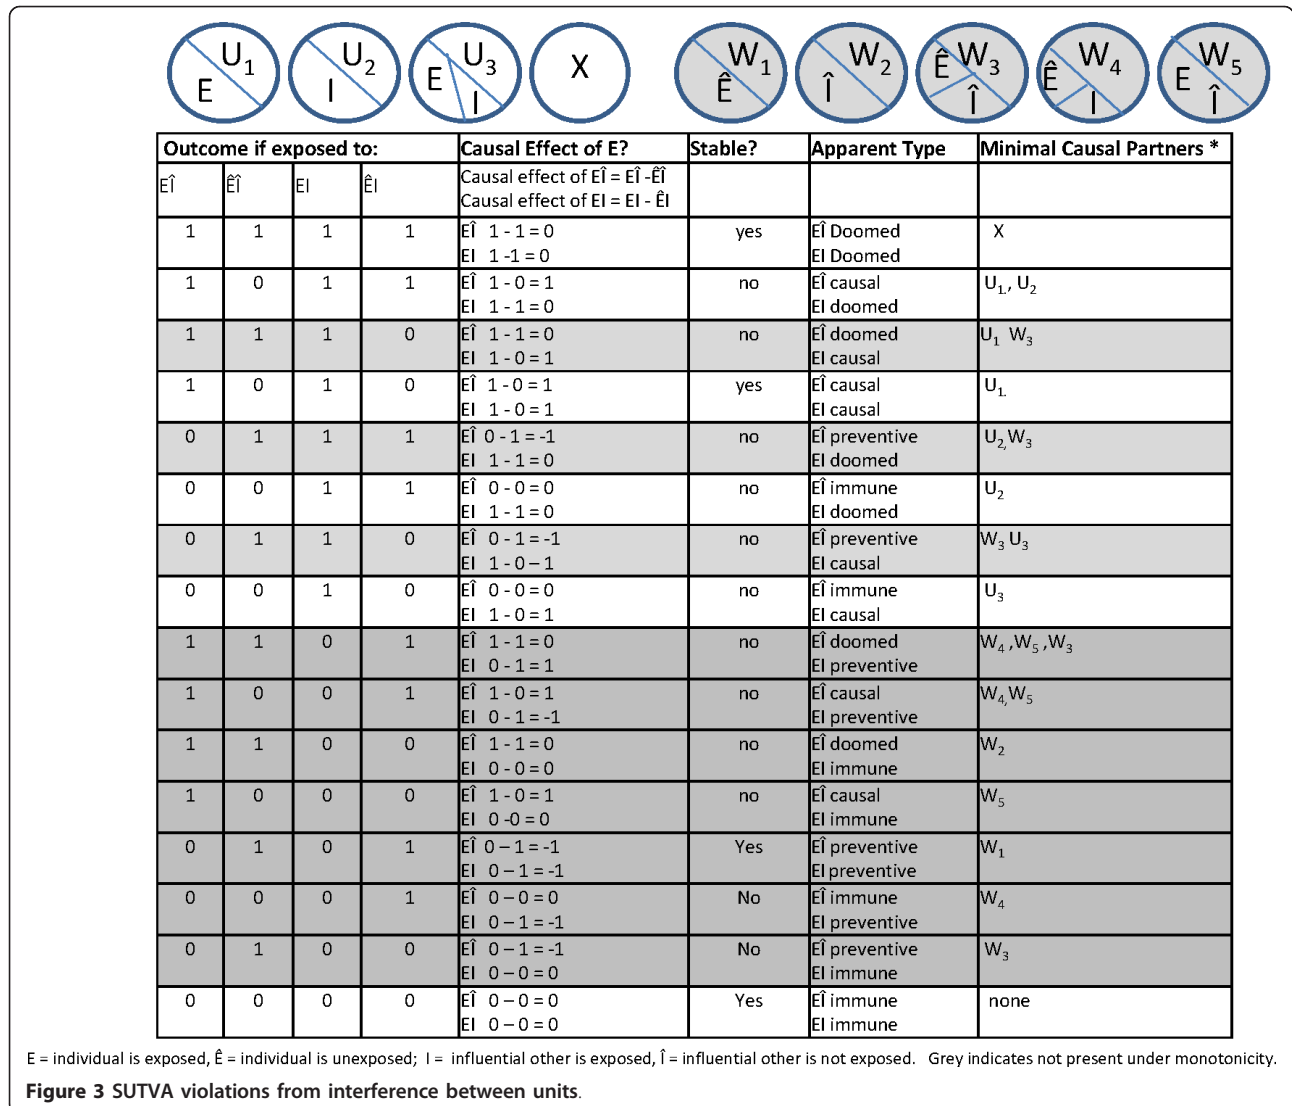 U1 E U2 I U3 E I X W1 Ê W2 Î Ê W3 Î Ê W4 I W5 E Î
Outcome if exposed to: Causal Effect of E? Stable? Apparent Type Minimal Causal Partners *
EÎ ÊÎ EI ÊI Causal effect of EÎ = EÎ -ÊÎ
Causal effect of EI = EI - ÊI
1 1 1 1 EÎ 1 - 1 = 0 yes EÎ Doomed X
EI 1 -1 = 0 EI Doomed
1 0 1 1 EÎ 1 - 0 = 1 no EÎ causal U1, U2
EI 1 - 1 = 0 EI doomed
1 1 1 0 EÎ 1 - 1 = 0 no EÎ doomed U1 W3
EI 1 - 0 = 1 EI causal
1 0 1 0 EÎ 1 - 0 = 1 yes EÎ causal U1.
EI 1 - 0 = 1 EI causal
0 1 1 1 EÎ 0 - 1 = -1 no EÎ preventive U2,W3
EI 1 - 1 = 0 EI doomed
0 0 1 1 EÎ 0 - 0 = 0 no EÎ immune U2
EI 1 - 1 = 0 EI doomed
0 1 1 0 EÎ 0 - 1 = -1 no EÎ preventive W3 U3
EI 1 - 0 – 1 EI causal
0 0 1 0 EÎ 0 - 0 = 0 no EÎ immune U3
EI 1 - 0 = 1 EI causal
1 1 0 1 EÎ 1 - 1 = 0 no EÎ doomed W4 ,W5 ,W3
EI 0 - 1 = 1 EI preventive
1 0 0 1 EÎ 1 - 0 = 1 no EÎ causal W4,W5
EI 0 - 1 = -1 EI preventive
1 1 0 0 EÎ 1 - 1 = 0 no EÎ doomed W2
EI 0 - 0 = 0 EI immune
1 0 0 0 EÎ 1 - 0 = 1 no EÎ causal W5
EI 0 -0 = 0 EI immune
0 1 0 1 EÎ 0 – 1 = -1 Yes EÎ preventive W1
EI 0 – 1 = -1 EI preventive
0 0 0 1 EÎ 0 – 0 = 0 No EÎ immune W4
EI 0 – 1 = -1 EI preventive
0 1 0 0 EÎ 0 – 1 = -1 No EÎ preventive W3
EI 0 – 0 = 0 EI immune
0 0 0 0 EÎ 0 – 0 = 0 Yes EÎ immune none
EI 0 – 0 = 0 EI immune
E = individual is exposed, Ê = individual is unexposed; I = influential other is exposed, Î = influential other is not exposed. Grey indicates not present under monotonicity.
Figure 3 SUTVA violations from interference between units.